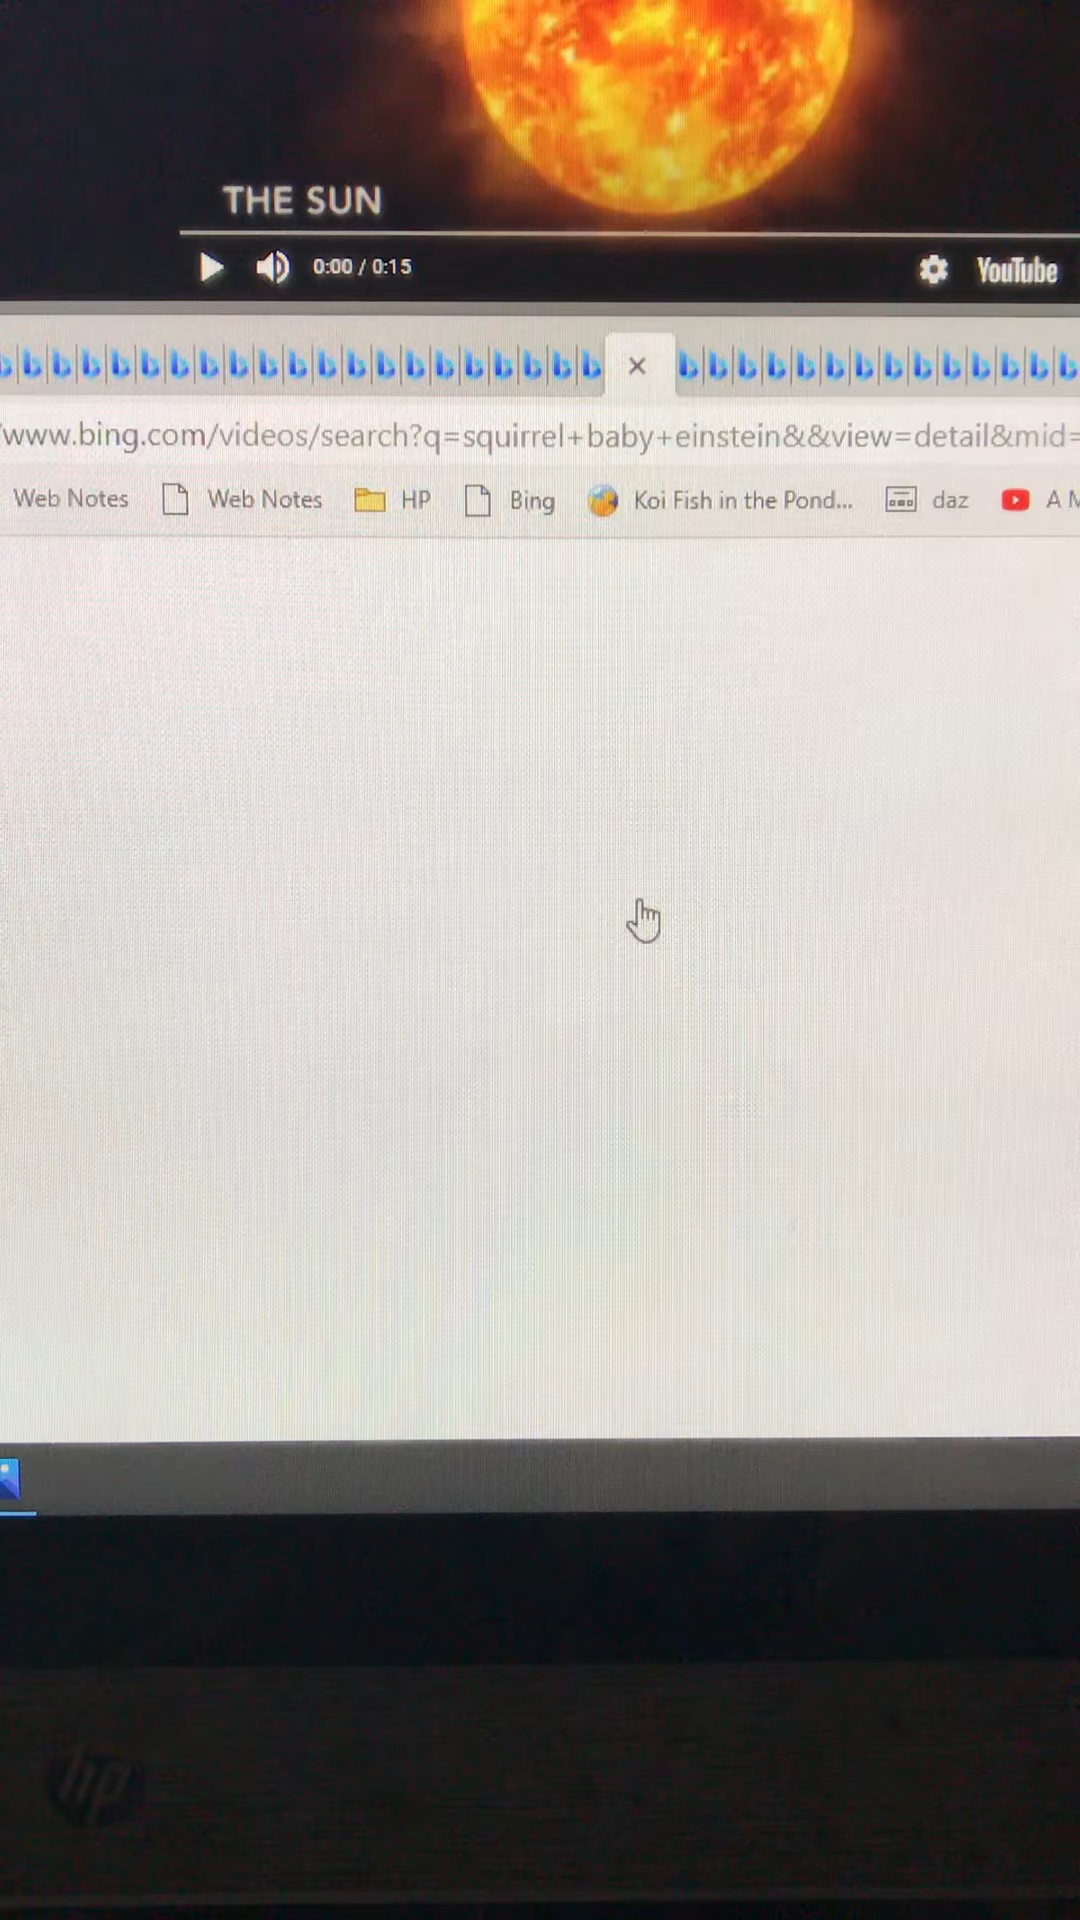 THE SUN
0:00 / 0:15
YouTube
/www.bing.com/videos/search?q=squirrel+baby+einstein&&view=detail&mid=
Web Notes Web Notes HP Bing Koi Fish in the Pond... daz A M
hp